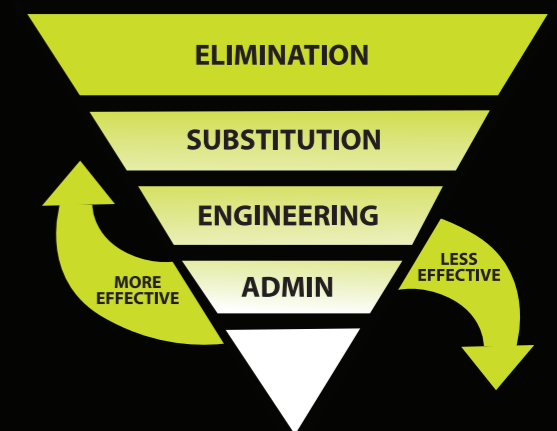 ELIMINATION
SUBSTITUTION
ENGINEERING
ADMIN
MORE
EFFECTIVE
LESS
EFFECTIVE